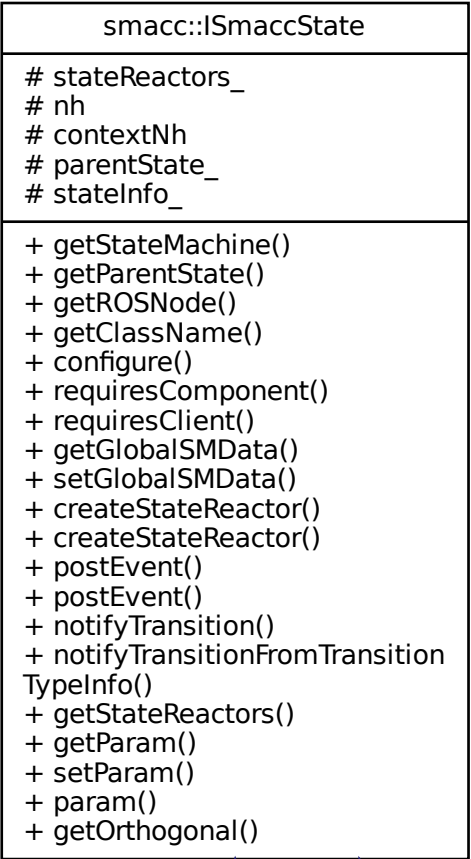 smacc::ISmaccState
# stateReactors_
# nh
# contextNh
# parentState_
# stateInfo_
+ getStateMachine()
+ getParentState()
+ getROSNode()
+ getClassName()
+ configure()
+ requiresComponent()
+ requiresClient()
+ getGlobalSMData()
+ setGlobalSMData()
+ createStateReactor()
+ createStateReactor()
+ postEvent()
+ postEvent()
+ notifyTransition()
+ notifyTransitionFromTransition
TypeInfo()
+ getStateReactors()
+ getParam()
+ setParam()
+ param()
+ getOrthogonal()